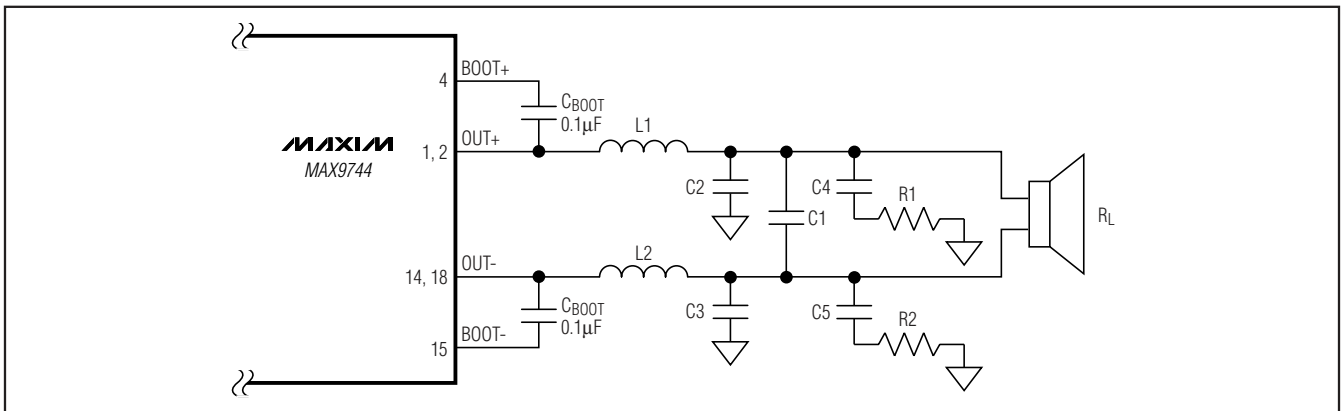 BOOT+
4
CBOOT
0.1µF
L1
MAXIM
OUT+
1, 2
MAX9744
C2
C4
R1
C1
RL
L2
OUT-
14, 18
CBOOT
0.1µF
C3
C5
R2
BOOT-
15